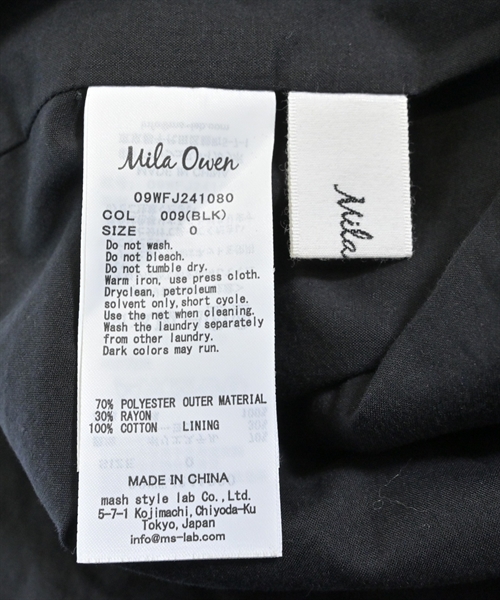 Mila Owen
09WFJ241080
COL 009(BLK)
SIZE 0
Do not wash.
Do not bleach.
Do not tumble dry.
Warm iron, use press cloth.
Dryclean, petroleum
solvent only,short cycle.
Use the net when cleaning.
Wash the laundry separately
from other laundry.
Dark colors may run.
70% POLYESTER OUTER MATERIAL
30% RAYON
100% COTTON LINING
MADE IN CHINA
mash style lab Co.,Ltd.
5-7-1 Kojimachi,Chiyoda-Ku
Tokyo,Japan
info@ms-lab.com
Mila